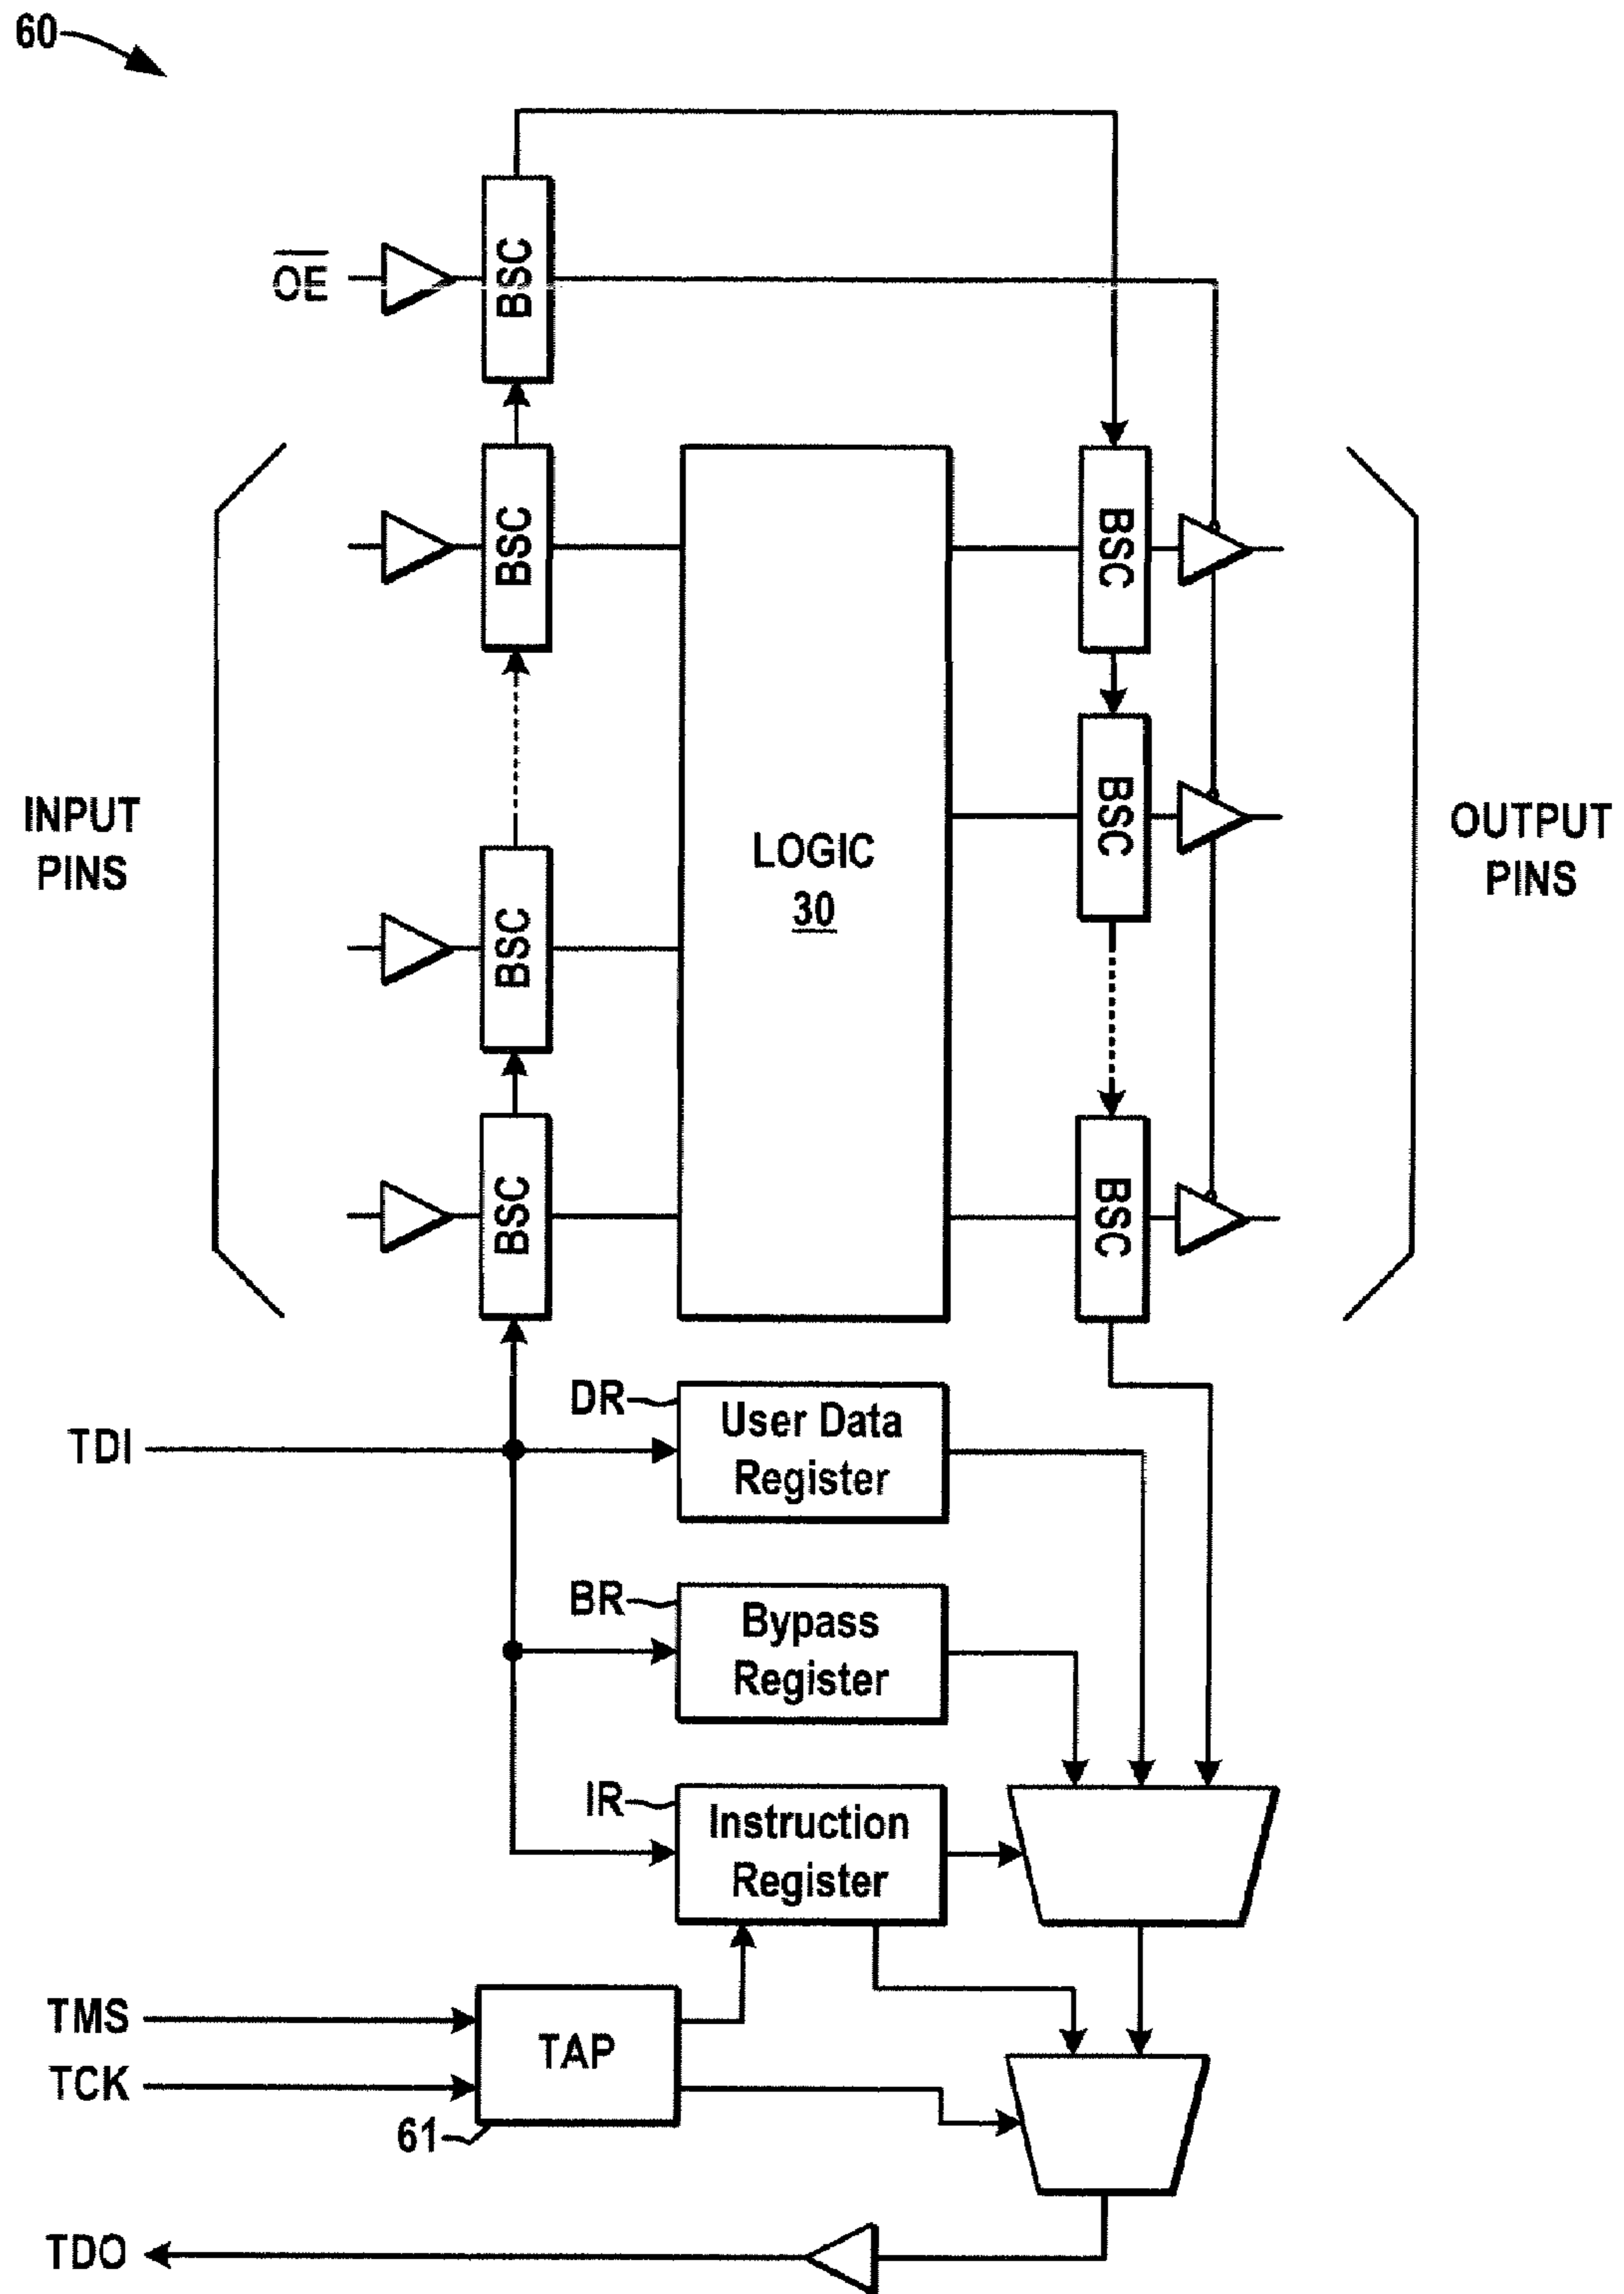 60
OE
BSC
BSC
BSC
BSC
BSC
BSC
BSC
INPUT
PINS
LOGIC
30
OUTPUT
PINS
TDI
DR
User Data
Register
BR
Bypass
Register
IR
Instruction
Register
TMS
TCK
TAP
61
TDO